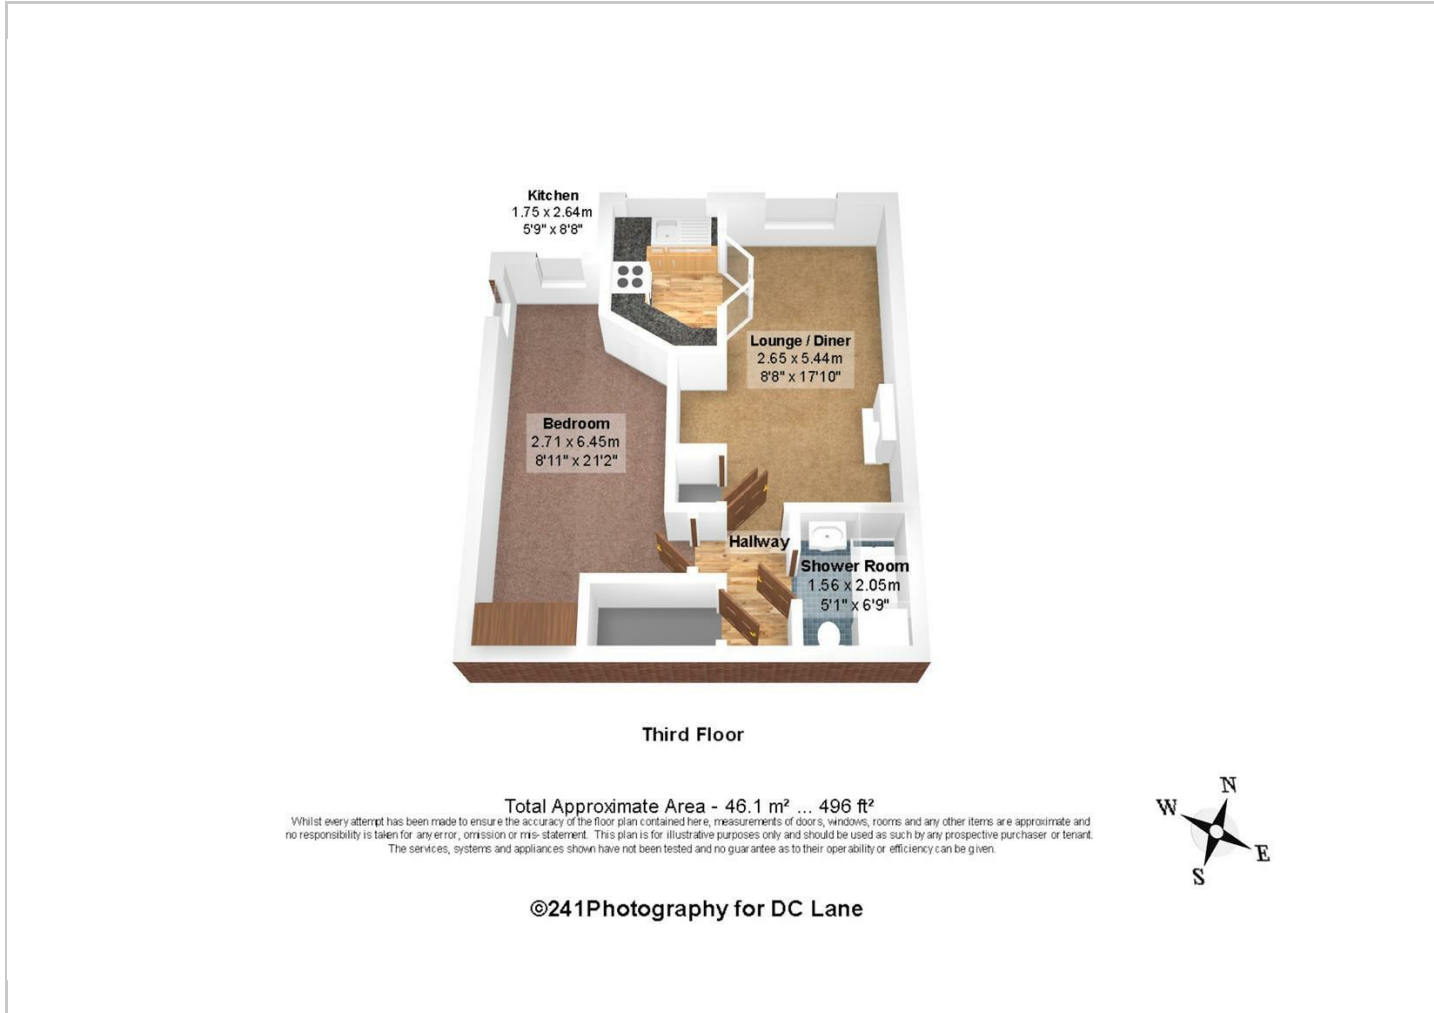 Kitchen
1.75 x 2.64m
5'9" x 8'8"
Lounge / Diner
2.65 x 5.44m
8'8" x 17'10"
Bedroom
2.71 x 6.45m
8'11" x 21'2"
Hallway
Shower Room
1.56 x 2.05m
5'1" x 6'9"
Third Floor
Total Approximate Area - 46.1 m² ... 496 ft²
Whilst every attempt has been made to ensure the accuracy of the floor plan contained here, measurements of doors, windows, rooms and any other items are approximate and
no responsibility is taken for any error, omission or mis-statement. This plan is for illustrative purposes only and should be used as such by any prospective purchaser or tenant.
The services, systems and appliances shown have not been tested and no guarantee as to their operability or efficiency can be given.
N
W
E
S
©241Photography for DC Lane